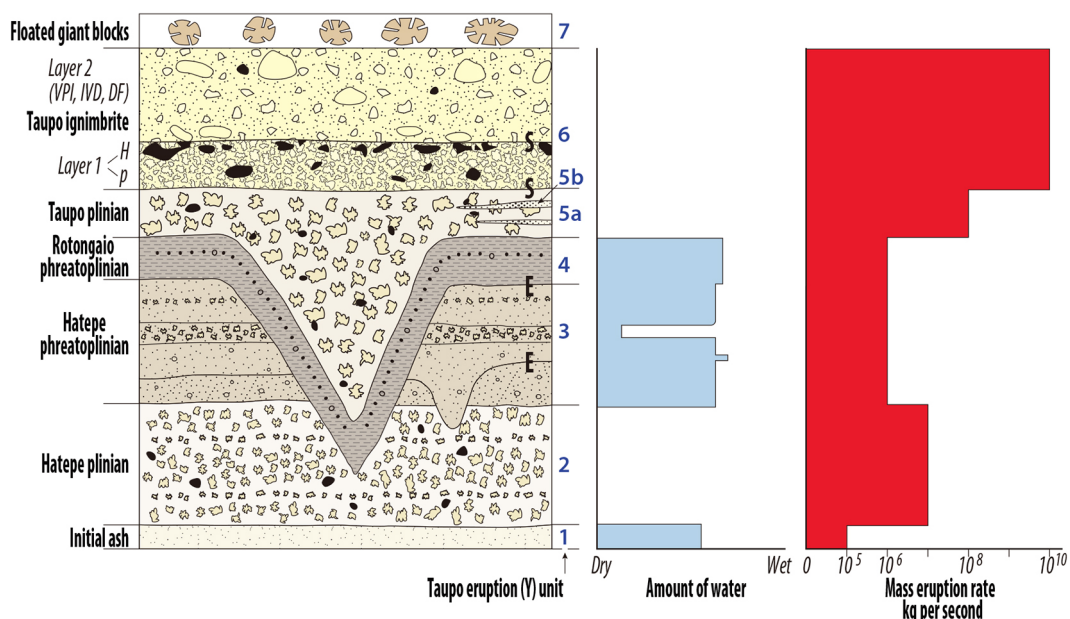 Floated giant blocks
7
Layer 2
(VPI, IVD, DF)
Taupo ignimbrite
6
S
Layer 1
H
P
5b
S
Taupo plinian
5a
Rotongaio
phreatoplinian
4
E
Hatepe
phreatoplinian
3
E
Hatepe plinian
2
Initial ash
1
Taupo eruption (Y) unit
Dry
Wet
Amount of water
0
10⁵
10⁶
10⁸
10¹⁰
Mass eruption rate
kg per second